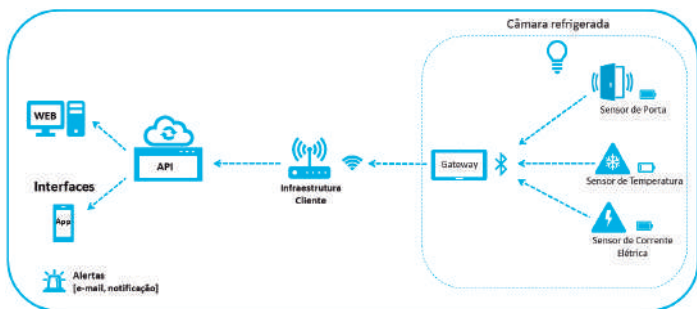 Câmara refrigerada
WEB
API
Interfaces
App
Alertas
[e-mail, notificação]
Infraestrutura
Cliente
Gateway
Sensor de Porta
Sensor de Temperatura
Sensor de Corrente
Elétrica